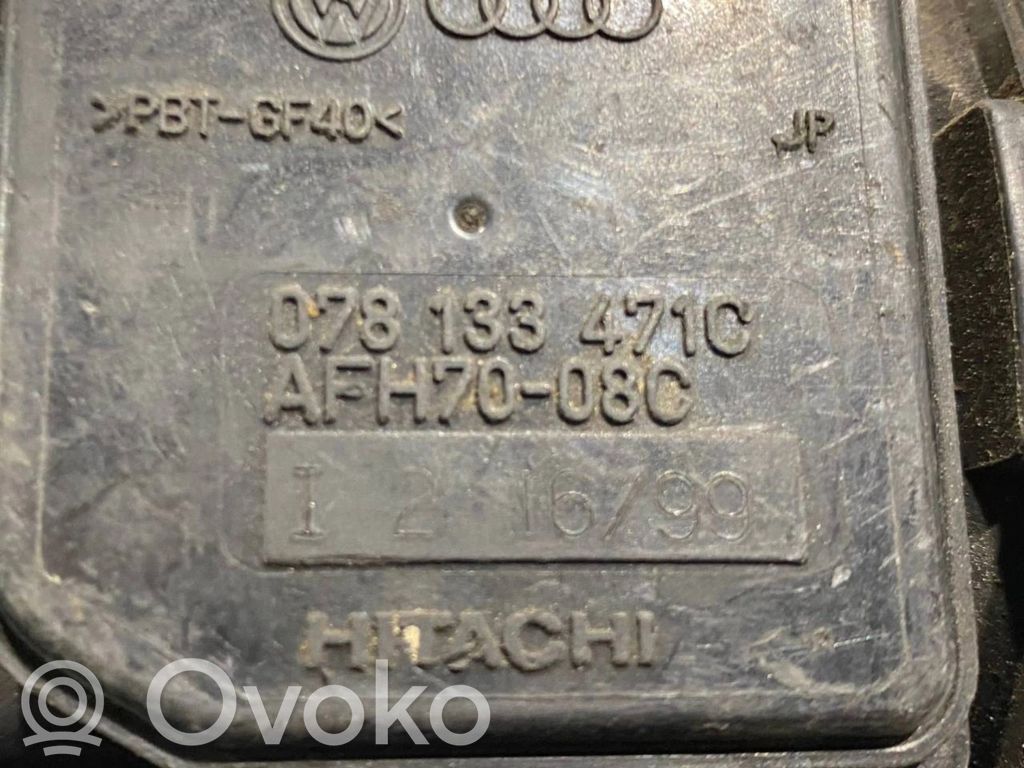 >PBT-GF40<
JP
078 133 471C
AFH70-08C
I 2 16/99
HITACHI
Ovoko